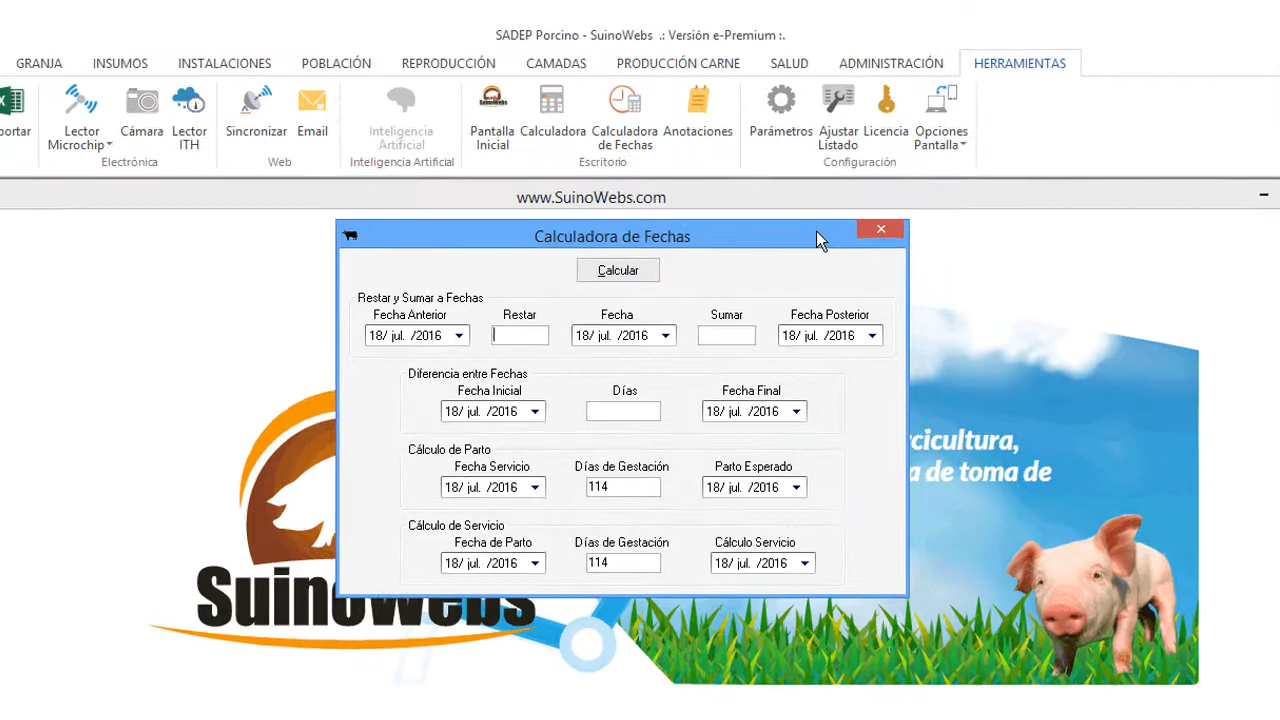 SADEP Porcino - SuinoWebs .: Versión e-Premium :.
GRANJA INSUMOS INSTALACIONES POBLACIÓN REPRODUCCIÓN CAMADAS PRODUCCIÓN CARNE SALUD ADMINISTRACIÓN HERRAMIENTAS
portar
Lector Microchip
Cámara
Lector ITH
Sincronizar
Email
Inteligencia Artificial
SuinoWebs
Pantalla Inicial
Calculadora
Calculadora de Fechas
Anotaciones
Parámetros
Ajustar Listado
Licencia
Opciones Pantalla
Electrónica Web Inteligencia Artificial Escritorio Configuración
www.SuinoWebs.com
Calculadora de Fechas
Calcular
Restar y Sumar a Fechas
Fecha Anterior Restar Fecha Sumar Fecha Posterior
18/ jul. /2016 18/ jul. /2016 18/ jul. /2016
Diferencia entre Fechas
Fecha Inicial Días Fecha Final
18/ jul. /2016 18/ jul. /2016
Cálculo de Parto
Fecha Servicio Días de Gestación Parto Esperado
18/ jul. /2016 114 18/ jul. /2016
Cálculo de Servicio
Fecha de Parto Días de Gestación Cálculo Servicio
18/ jul. /2016 114 18/ jul. /2016
rcicultura,
a de toma de
SuinoWebs